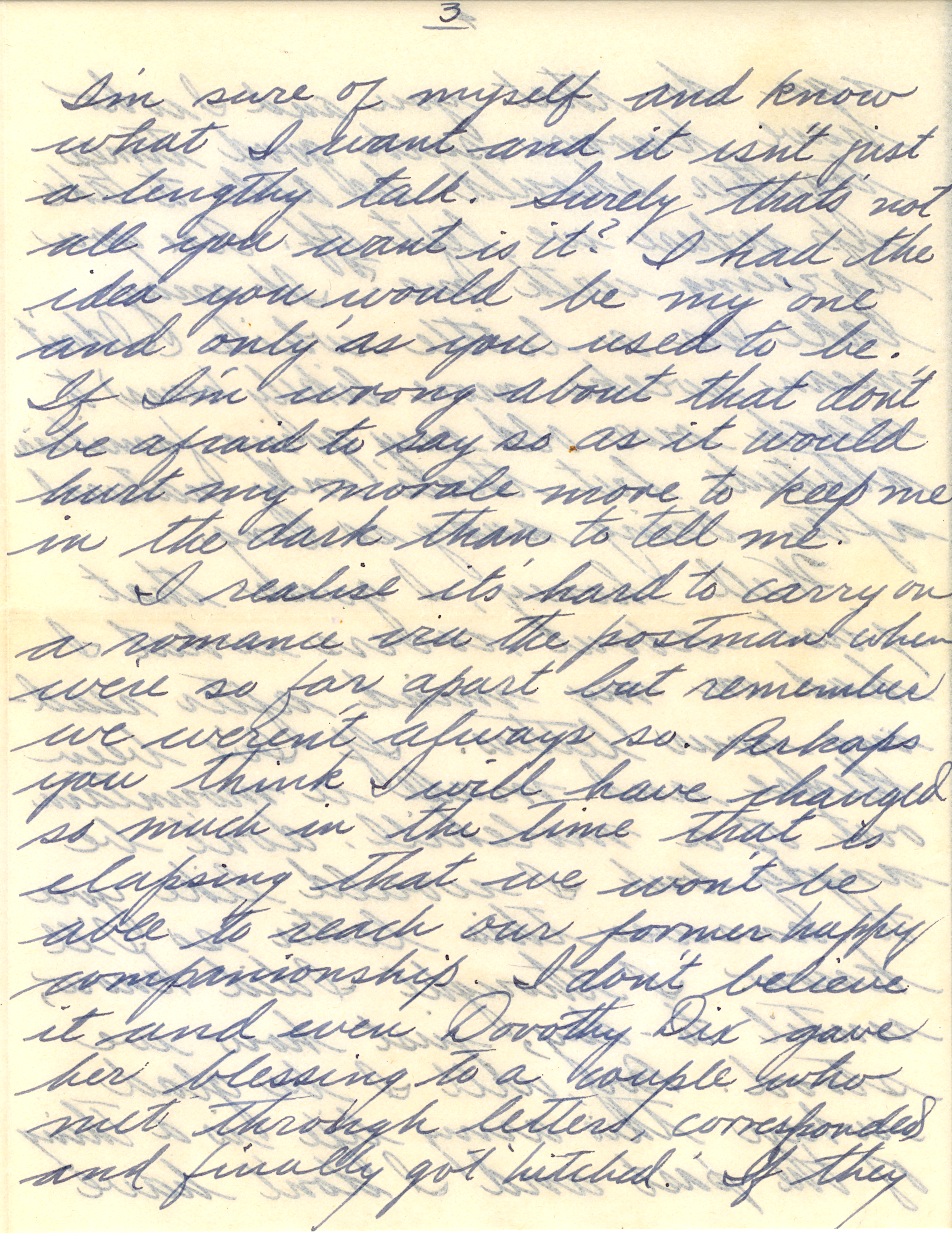 3
I'm sure of myself and know
what I want and it isn't just
a lengthy talk. Surely that's not
all you want is it? I had the
idea you would be my 'one
and only' as you used to be.
If I'm wrong about that don't
be afraid to say so as it would
hurt my morale more to keep me
in the dark than to tell me.
I realise it's hard to carry on
a romance via the postman when
we're so far apart but remember
we weren't always so. Perhaps
you think I will have changed
so much in the time that is
elapsing that we won't be
able to reach our former happy
companionship. I don't believe
it and even Dorothy Dix gave
her blessing to a couple who
met through letters, corresponded
and finally got 'hitched.' If they